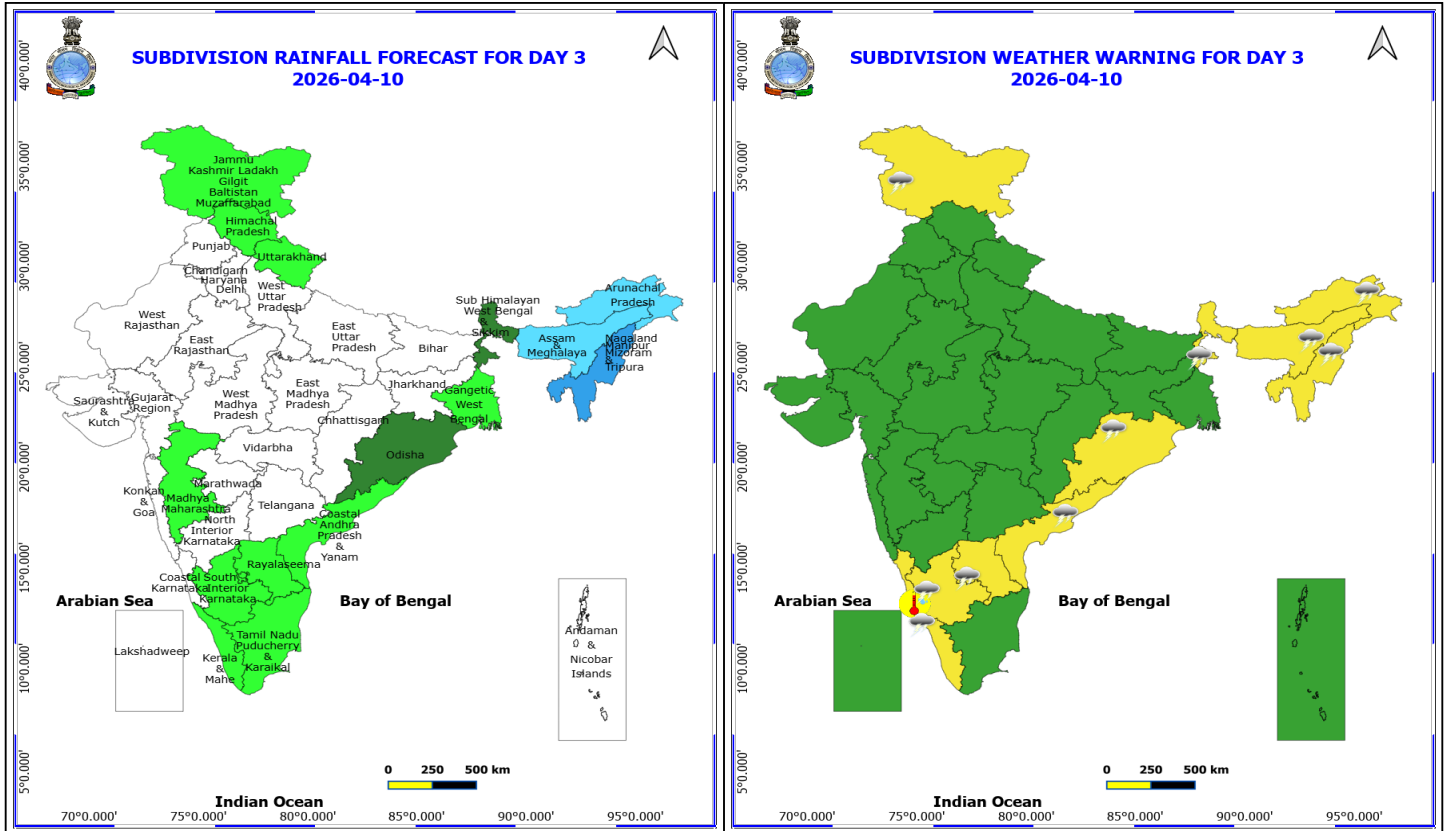 SUBDIVISION RAINFALL FORECAST FOR DAY 3
2026-04-10
40°0.000'
35°0.000'
30°0.000'
25°0.000'
20°0.000'
15°0.000'
10°0.000'
5°0.000'
Jammu
Kashmir Ladakh
Gilgit
Baltistan
Muzaffarabad
Himachal
Pradesh
Punjab
Uttarakhand
Chandigarh
Haryana
Delhi
West
Uttar
Pradesh
West
Rajasthan
East
Rajasthan
East
Uttar
Pradesh
Bihar
Sub Himalayan
West Bengal
&
Sikkim
Arunachal
Pradesh
Assam
&
Meghalaya
Nagaland
Manipur
Mizoram
&
Tripura
Saurashtra
&
Kutch
Gujarat
Region
West
Madhya
Pradesh
East
Madhya
Pradesh
Jharkhand
Gangetic
West
Bengal
Chhattisgarh
Vidarbha
Odisha
Konkan
&
Goa
Madhya
Maharashtra
Marathwada
Telangana
North
Interior
Karnataka
Coastal
Andhra
Pradesh
&
Yanam
Rayalaseema
Coastal
Karnataka
South
Interior
Karnataka
Arabian Sea
Bay of Bengal
Lakshadweep
Kerala
&
Mahe
Tamil Nadu
Puducherry
&
Karaikal
Andaman
&
Nicobar
Islands
0 250 500 km
Indian Ocean
70°0.000' 75°0.000' 80°0.000' 85°0.000' 90°0.000' 95°0.000'
SUBDIVISION WEATHER WARNING FOR DAY 3
2026-04-10
40°0.000'
35°0.000'
30°0.000'
25°0.000'
20°0.000'
15°0.000'
10°0.000'
5°0.000'
Arabian Sea
Bay of Bengal
0 250 500 km
Indian Ocean
70°0.000' 75°0.000' 80°0.000' 85°0.000' 90°0.000' 95°0.000'